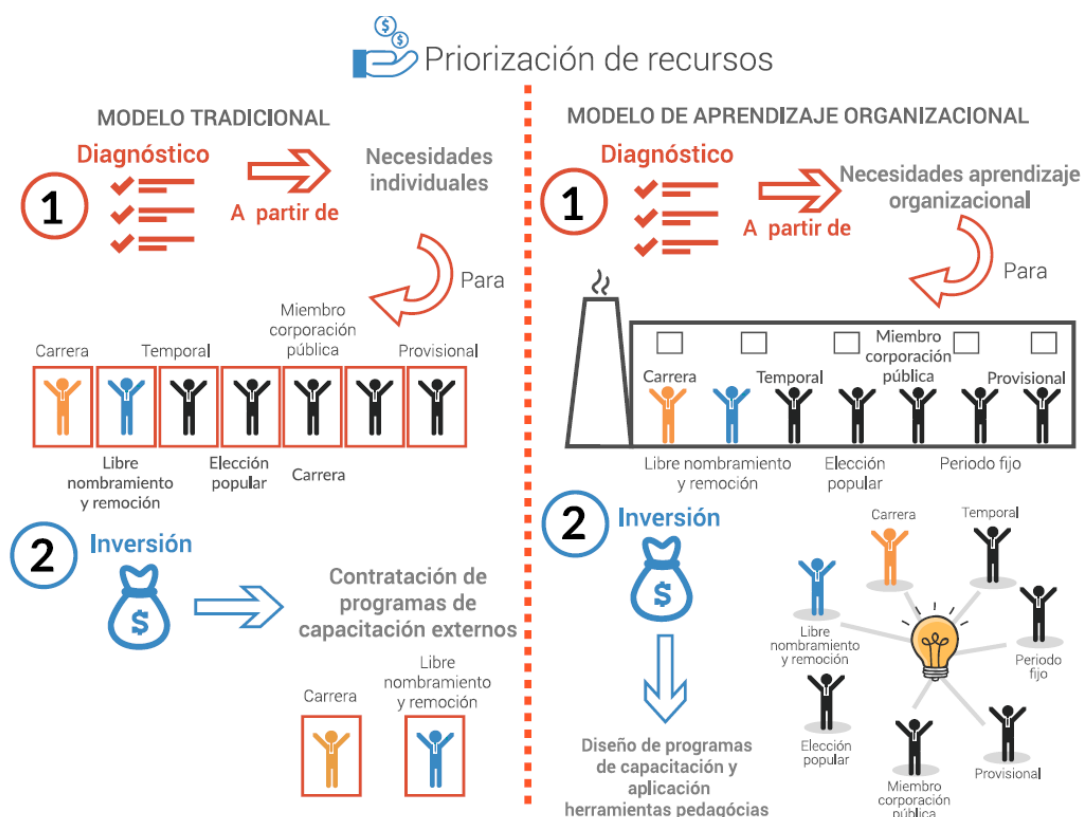 Priorización de recursos
MODELO TRADICIONAL
1
Diagnóstico
A partir de
Necesidades
individuales
Para
Carrera
Temporal
Miembro
corporación
pública
Provisional
Libre
nombramiento
y remoción
Elección
popular
Carrera
2
Inversión
$
Contratación de
programas de
capacitación externos
Carrera
Libre
nombramiento
y remoción
MODELO DE APRENDIZAJE ORGANIZACIONAL
1
Diagnóstico
A partir de
Necesidades aprendizaje
organizacional
Para
Carrera
Temporal
Miembro
corporación
pública
Provisional
Libre nombramiento
y remoción
Elección
popular
Periodo fijo
2
Inversión
$
Diseño de programas
de capacitación y
aplicación
herramientas pedagócias
Carrera
Temporal
Libre nombramiento
y remoción
Periodo
fijo
Elección
popular
Miembro
corporación
pública
Provisional